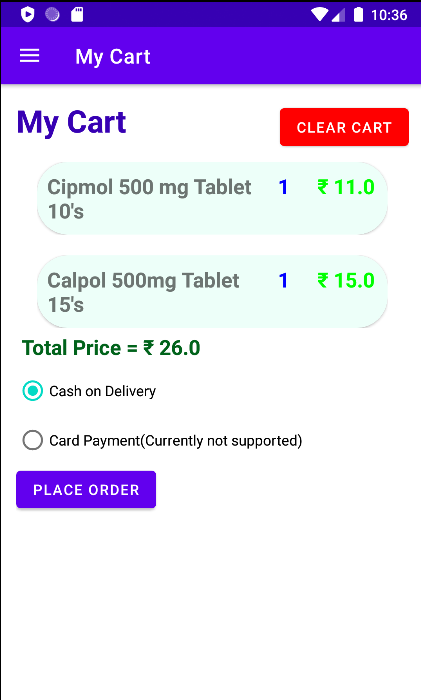 10:36
My Cart
My Cart
CLEAR CART
Cipmol 500 mg Tablet 1 ₹ 11.0
10's
Calpol 500mg Tablet 1 ₹ 15.0
15's
Total Price = ₹ 26.0
Cash on Delivery
Card Payment(Currently not supported)
PLACE ORDER